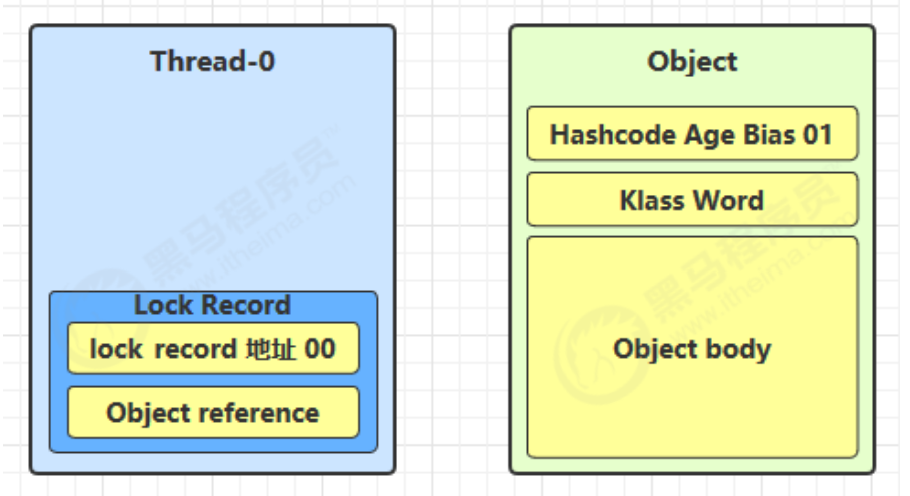 Thread-0
Lock Record
lock record 地址 00
Object reference
Object
Hashcode Age Bias 01
Klass Word
Object body
黑马程序员
www.itheima.com
黑马程序员
www.itheima.com